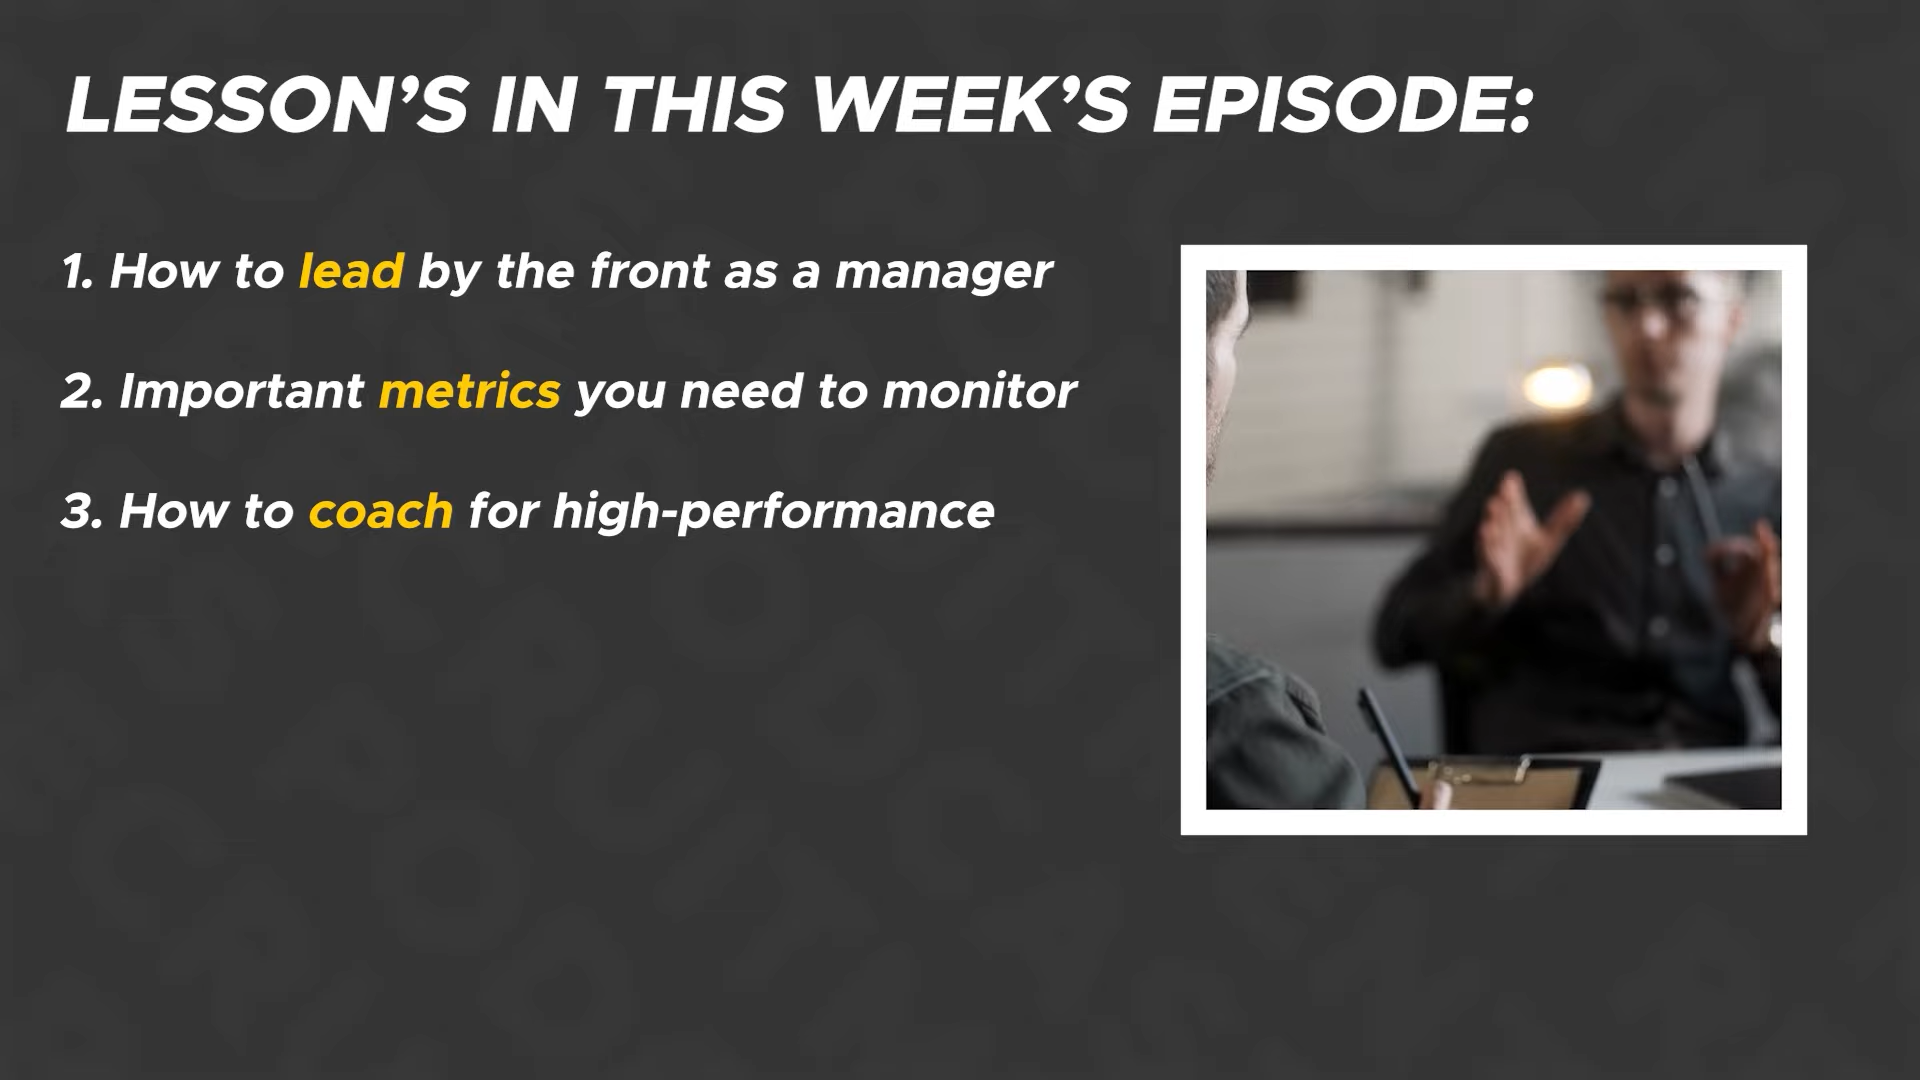 LESSON’S IN THIS WEEK’S EPISODE:
1. How to lead by the front as a manager
2. Important metrics you need to monitor
3. How to coach for high-performance